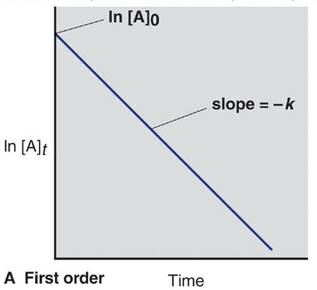 ln [A]0
slope = –k
ln [A]t
A First order
Time